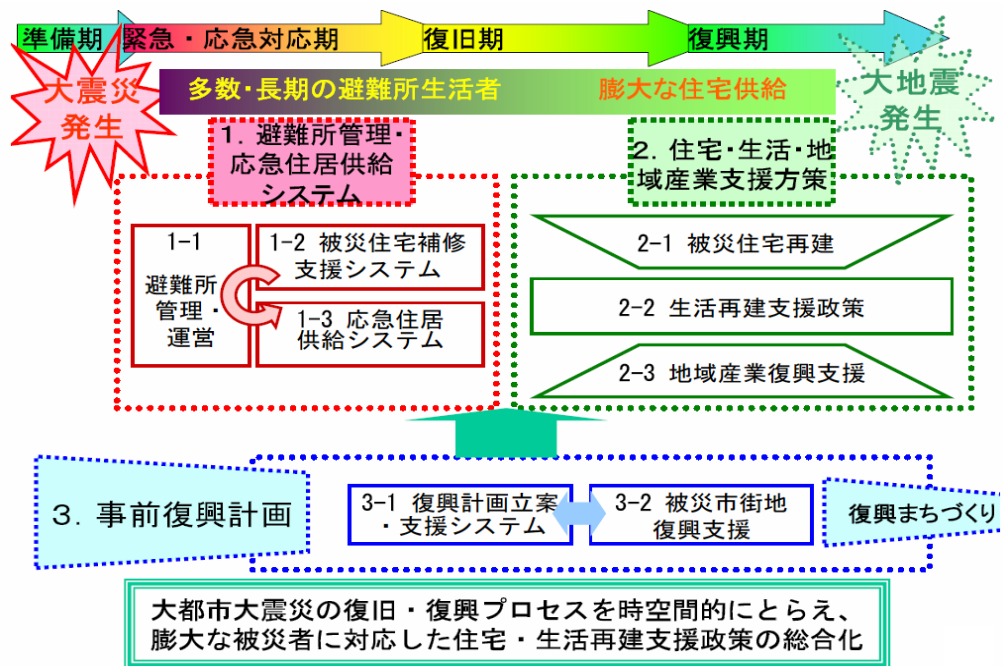 準備期
緊急・応急対応期
復旧期
復興期
大震災
発生
多数・長期の避難所生活者
膨大な住宅供給
大地震
発生
1. 避難所管理・
応急住居供給
システム
2. 住宅・生活・地
域産業支援方策
1-1
避難所
管理・
運営
1-2 被災住宅補修
支援システム
1-3 応急住居
供給システム
2-1 被災住宅再建
2-2 生活再建支援政策
2-3 地域産業復興支援
3. 事前復興計画
3-1 復興計画立案
・支援システム
3-2 被災市街地
復興支援
復興まちづくり
大都市大震災の復旧・復興プロセスを時空間的にとらえ、
膨大な被災者に対応した住宅・生活再建支援政策の総合化